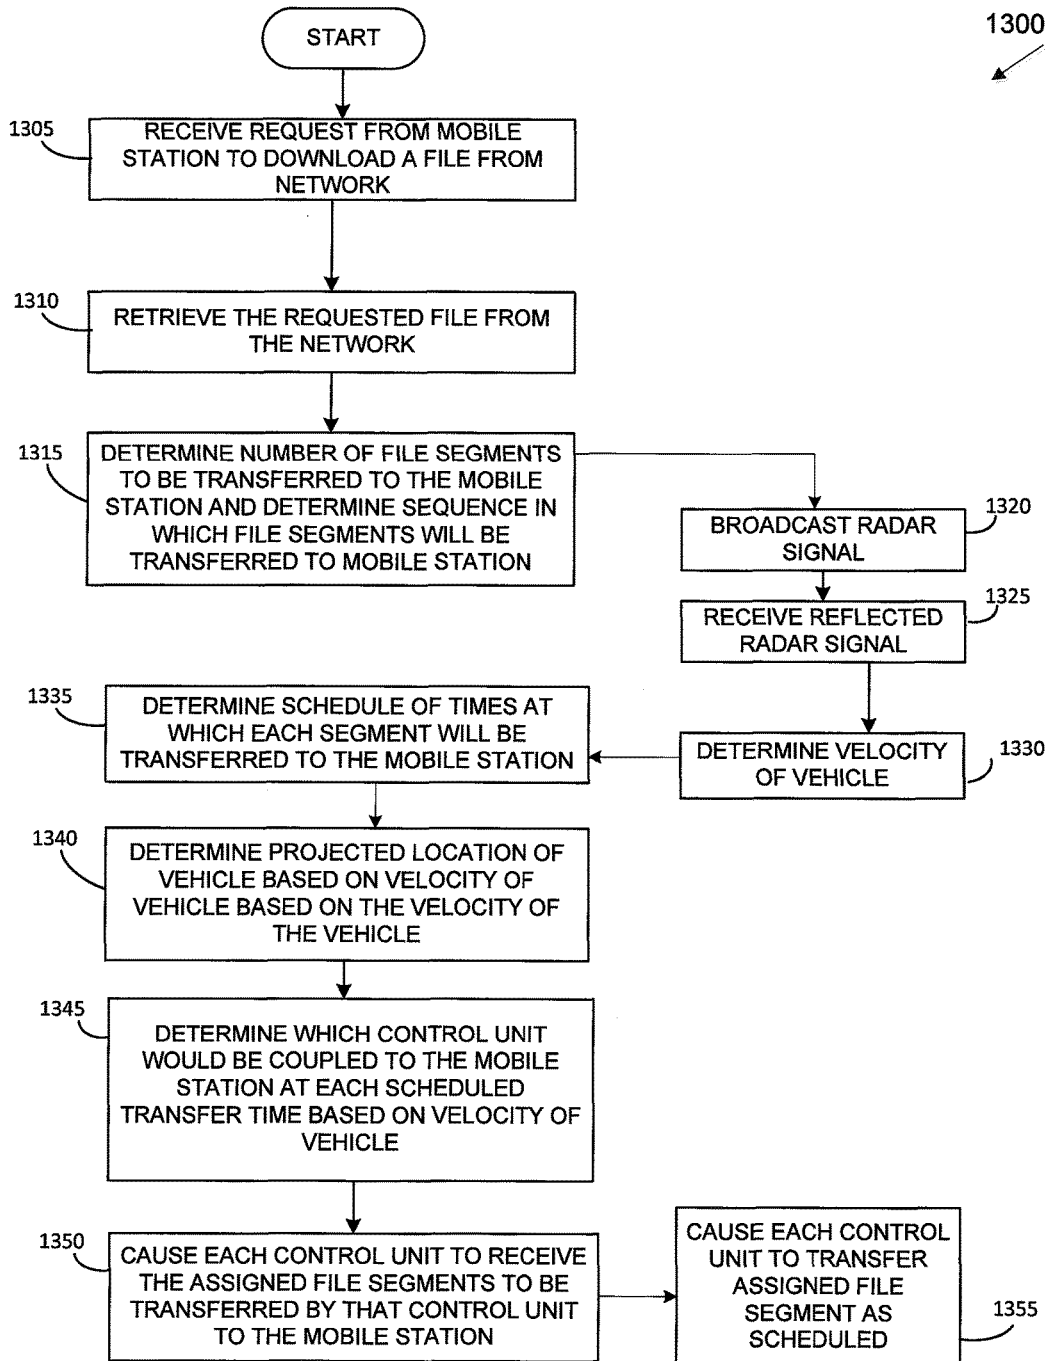 1300
START
1305
RECEIVE REQUEST FROM MOBILE
STATION TO DOWNLOAD A FILE FROM
NETWORK
1310
RETRIEVE THE REQUESTED FILE FROM
THE NETWORK
1315
DETERMINE NUMBER OF FILE SEGMENTS
TO BE TRANSFERRED TO THE MOBILE
STATION AND DETERMINE SEQUENCE IN
WHICH FILE SEGMENTS WILL BE
TRANSFERRED TO MOBILE STATION
1320
BROADCAST RADAR
SIGNAL
1325
RECEIVE REFLECTED
RADAR SIGNAL
1330
DETERMINE VELOCITY
OF VEHICLE
1335
DETERMINE SCHEDULE OF TIMES AT
WHICH EACH SEGMENT WILL BE
TRANSFERRED TO THE MOBILE STATION
1340
DETERMINE PROJECTED LOCATION OF
VEHICLE BASED ON VELOCITY OF
VEHICLE BASED ON THE VELOCITY OF
THE VEHICLE
1345
DETERMINE WHICH CONTROL UNIT
WOULD BE COUPLED TO THE MOBILE
STATION AT EACH SCHEDULED
TRANSFER TIME BASED ON VELOCITY OF
VEHICLE
1350
CAUSE EACH CONTROL UNIT TO RECEIVE
THE ASSIGNED FILE SEGMENTS TO BE
TRANSFERRED BY THAT CONTROL UNIT
TO THE MOBILE STATION
CAUSE EACH CONTROL
UNIT TO TRANSFER
ASSIGNED FILE
SEGMENT AS
SCHEDULED
1355